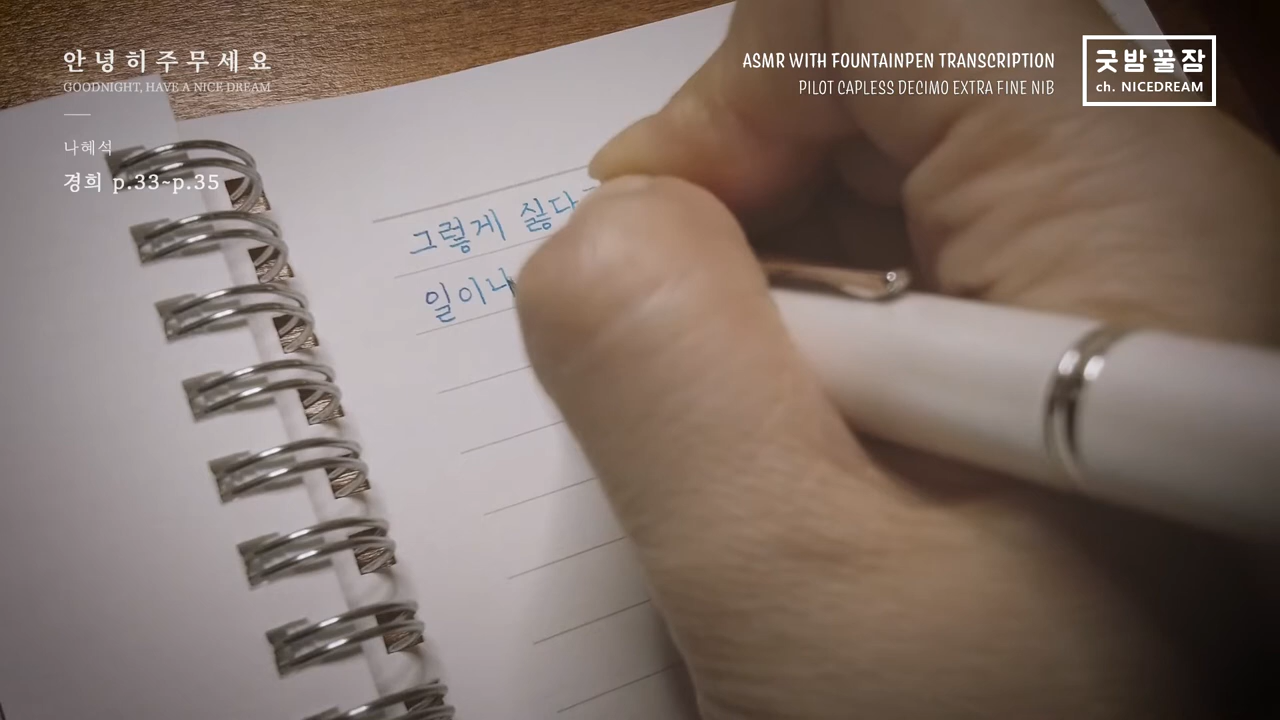 안녕히주무세요
GOODNIGHT, HAVE A NICE DREAM
나혜석
경희 p.33~p.35
ASMR WITH FOUNTAINPEN TRANSCRIPTION
PILOT CAPLESS DECIMO EXTRA FINE NIB
굿밤꿀잠
ch. NICEDREAM
그렇게 싫다
일이나